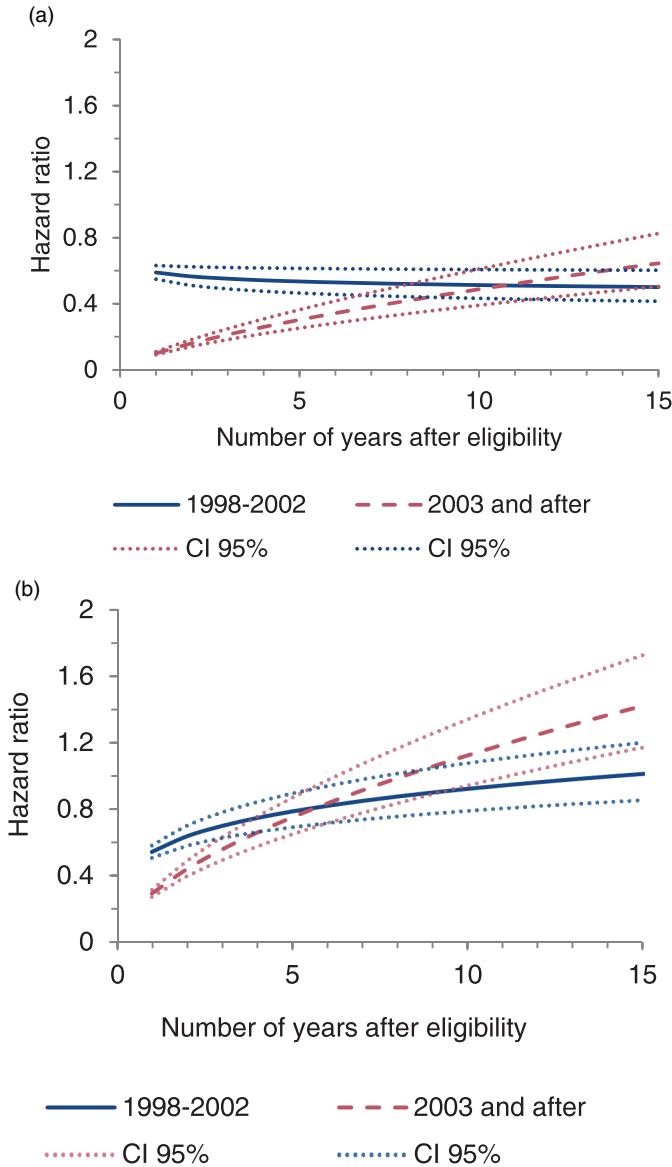 (a)
2
1.6
1.2
0.8
0.4
0
Hazard ratio
0 5 10 15
Number of years after eligibility
1998-2002 2003 and after
CI 95% CI 95%
(b)
2
1.6
1.2
0.8
0.4
0
Hazard ratio
0 5 10 15
Number of years after eligibility
1998-2002 2003 and after
CI 95% CI 95%